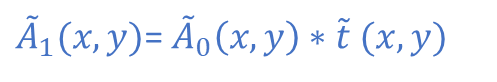 Ã₁(x, y)= Ã₀(x, y) ∗ t̃ (x, y)